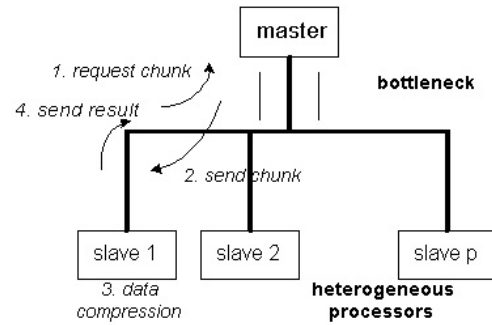 master
1. request chunk
bottleneck
4. send result
2. send chunk
slave 1
slave 2
slave p
3. data
compression
heterogeneous
processors